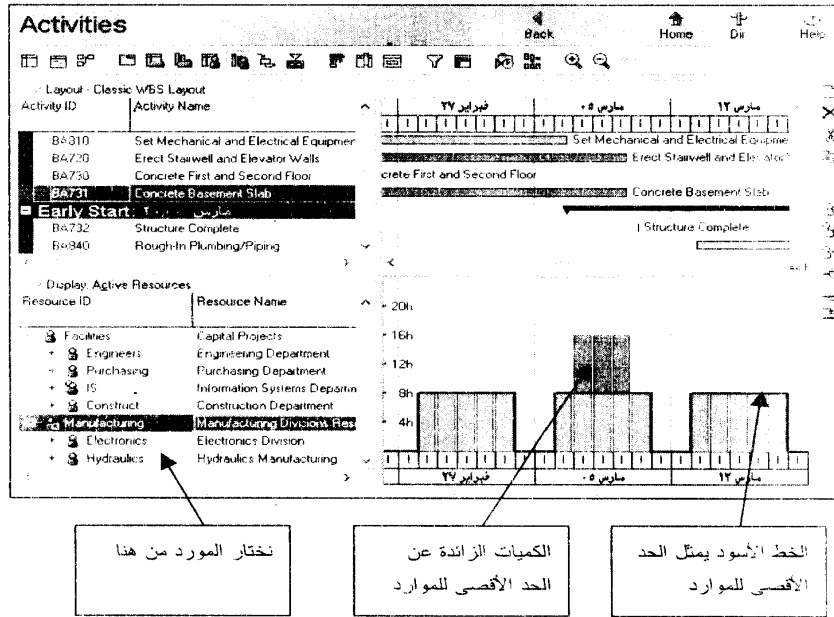 Activities
Back Home Dir Help
Layout - Classic WBS Layout
Activity ID Activity Name
فبراير ٢٧ مارس ٠٥ مارس ١٢
BA810 Set Mechanical and Electrical Equipmer Set Mechanical and Electrical Equipme
BA720 Erect Stairwell and Elevator Walls Erect Stairwell and Elevator
BA730 Concrete First and Second Floor crete First and Second Floor
BA731 Concrete Basement Slab Concrete Basement Slab
Early Start: مارس ٢٠٠٠
BA732 Structure Complete Structure Complete
BA840 Rough-In Plumbing/Piping
Display: Active Resources
Resource ID Resource Name
20h
Facilities Capital Projects
16h
Engineers Engineering Department
Purchasing Purchasing Department
12h
IS Information Systems Departm
Construct Construction Department
8h
Manufacturing Manufacturing Divisions Res
4h
Electronics Electronics Division
Hydraulics Hydraulics Manufacturing
فبراير ٢٧ مارس ٠٥ مارس ١٢
نختار المورد من هنا
الكميات الزائدة عن
الحد الأقصى للموارد
الخط الأسود يمثل الحد
الأقصى للموارد